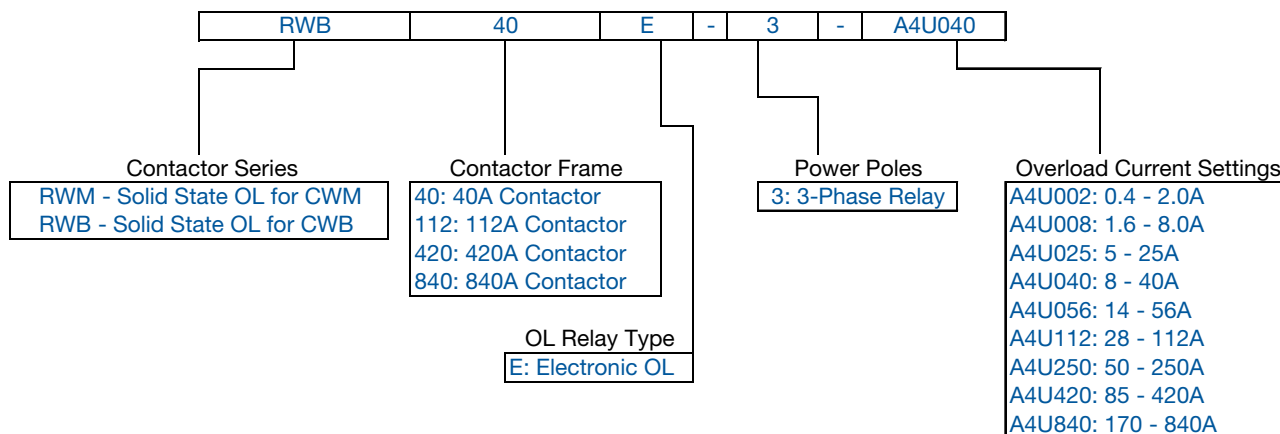 RWB 40 E - 3 - A4U040
Contactor Series
RWM - Solid State OL for CWM
RWB - Solid State OL for CWB
Contactor Frame
40: 40A Contactor
112: 112A Contactor
420: 420A Contactor
840: 840A Contactor
OL Relay Type
E: Electronic OL
Power Poles
3: 3-Phase Relay
Overload Current Settings
A4U002: 0.4 - 2.0A
A4U008: 1.6 - 8.0A
A4U025: 5 - 25A
A4U040: 8 - 40A
A4U056: 14 - 56A
A4U112: 28 - 112A
A4U250: 50 - 250A
A4U420: 85 - 420A
A4U840: 170 - 840A